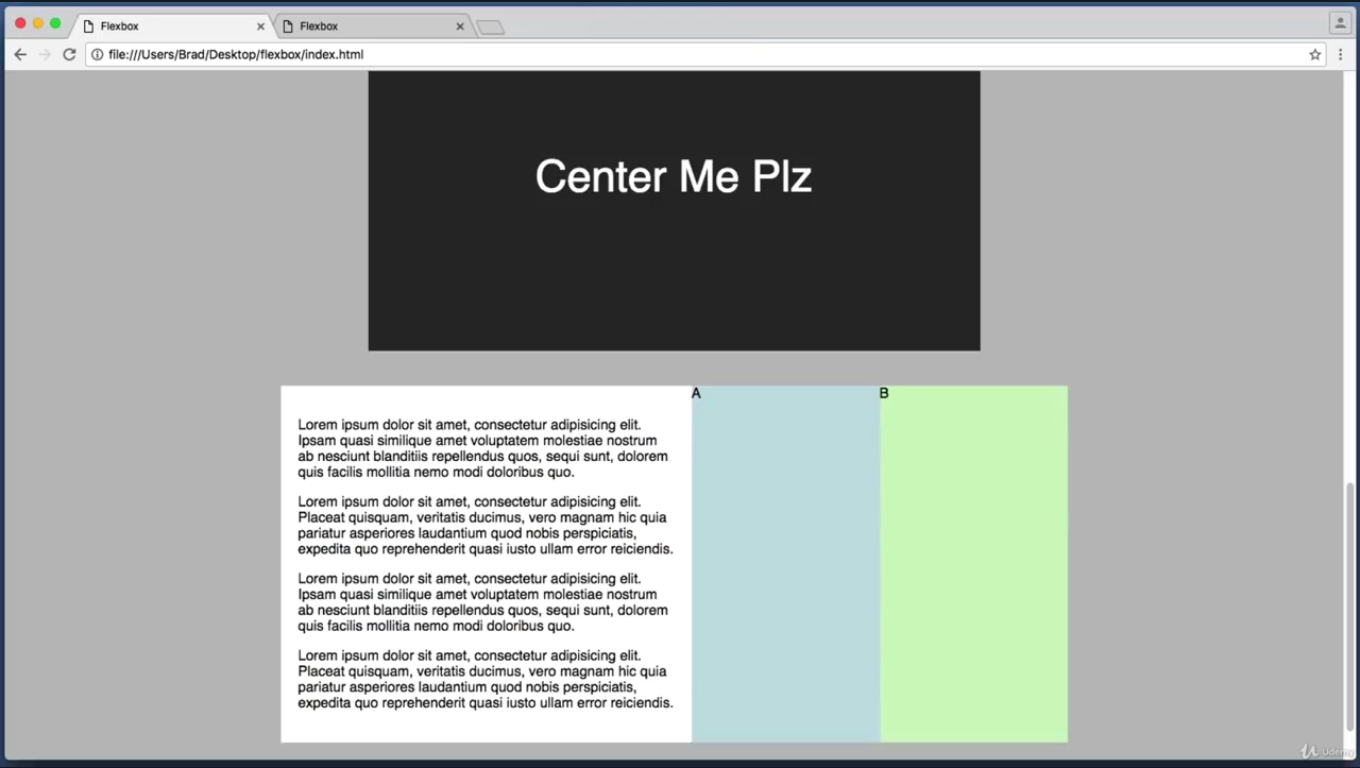 Flexbox
Flexbox
file:///Users/Brad/Desktop/flexbox/index.html
Center Me Plz
Lorem ipsum dolor sit amet, consectetur adipisicing elit.
Ipsam quasi similique amet voluptatem molestiae nostrum
ab nesciunt blanditiis repellendus quos, sequi sunt, dolorem
quis facilis mollitia nemo modi doloribus quo.
Lorem ipsum dolor sit amet, consectetur adipisicing elit.
Placeat quisquam, veritatis ducimus, vero magnam hic quia
pariatur asperiores laudantium quod nobis perspiciatis,
expedita quo reprehenderit quasi iusto ullam error reiciendis.
Lorem ipsum dolor sit amet, consectetur adipisicing elit.
Ipsam quasi similique amet voluptatem molestiae nostrum
ab nesciunt blanditiis repellendus quos, sequi sunt, dolorem
quis facilis mollitia nemo modi doloribus quo.
Lorem ipsum dolor sit amet, consectetur adipisicing elit.
Placeat quisquam, veritatis ducimus, vero magnam hic quia
pariatur asperiores laudantium quod nobis perspiciatis,
expedita quo reprehenderit quasi iusto ullam error reiciendis.
A
B
Udemy